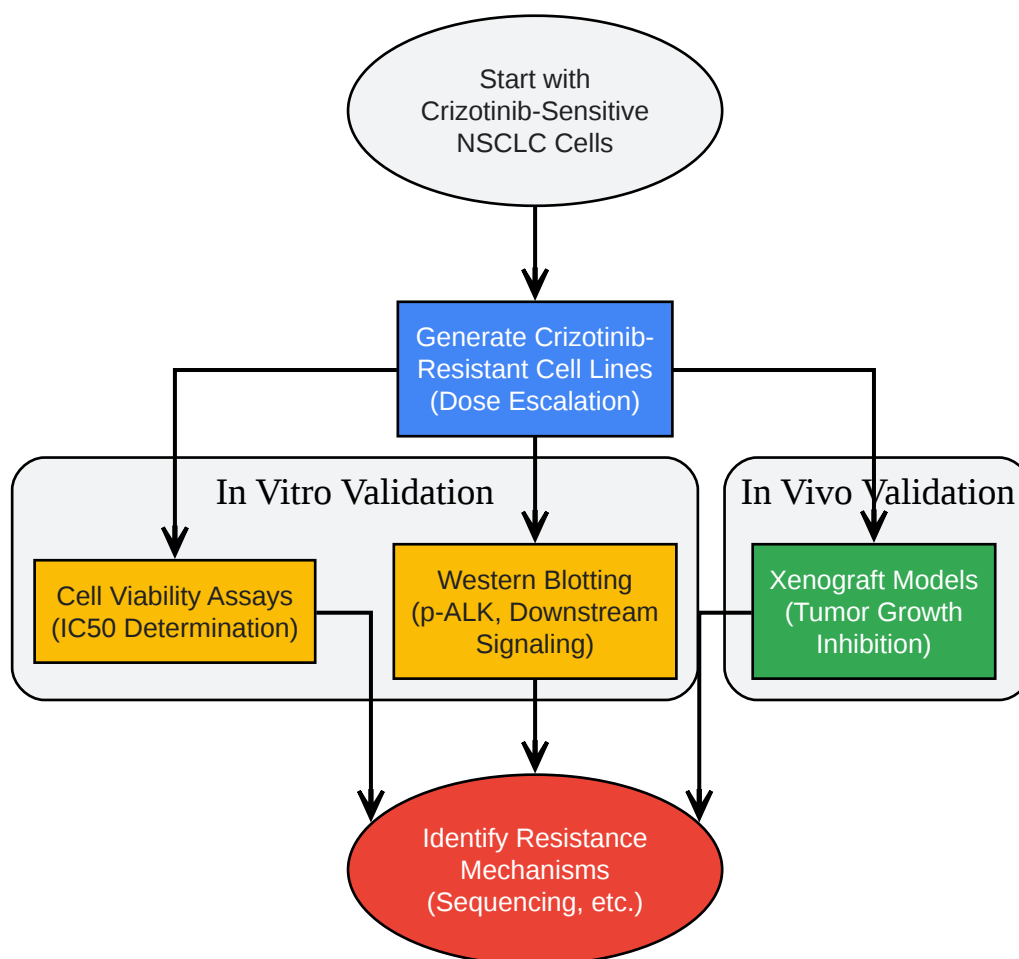 Start with
Crizotinib-Sensitive
NSCLC Cells
Generate Crizotinib-
Resistant Cell Lines
(Dose Escalation)
In Vitro Validation
In Vivo Validation
Cell Viability Assays
(IC50 Determination)
Western Blotting
(p-ALK, Downstream
Signaling)
Xenograft Models
(Tumor Growth
Inhibition)
Identify Resistance
Mechanisms
(Sequencing, etc.)